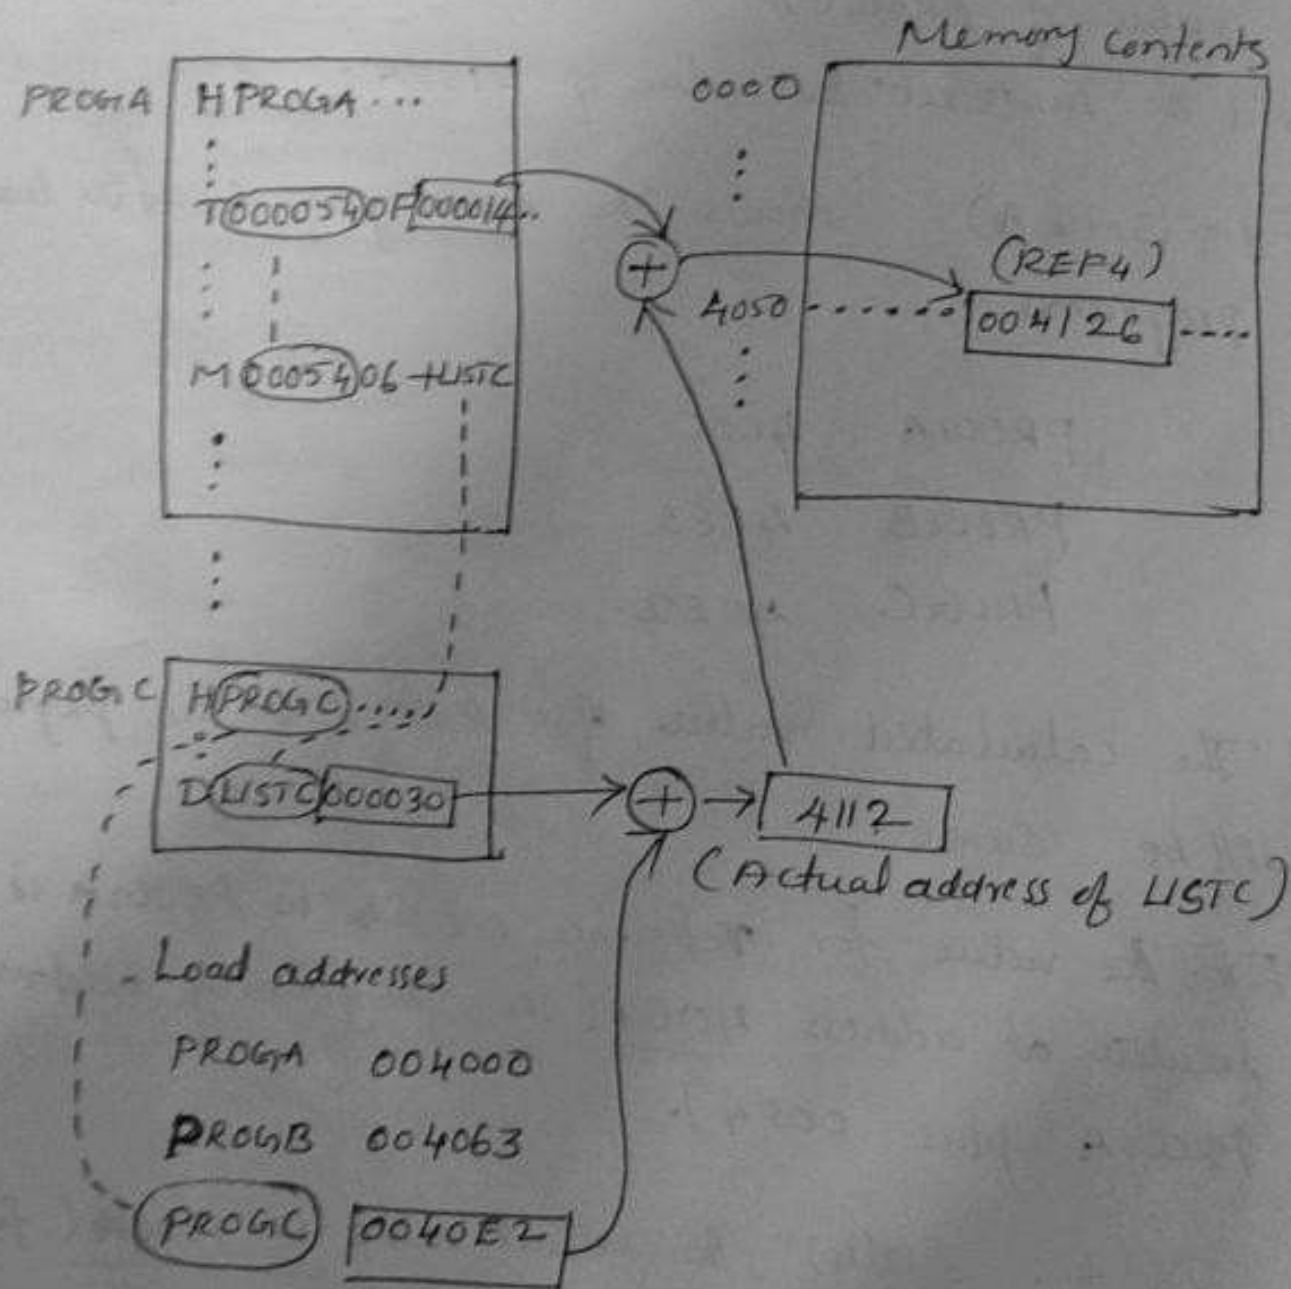 Memory contents
PROGA
HPROGA...
T0000540F000014..
M00005406+LISTC
0000
(REF4)
4050
004126
PROGC
HPROGC.....
DLISTC000030
4112
(Actual address of LISTC)
Load addresses
PROGA 004000
PROGB 004063
PROGC 0040E2